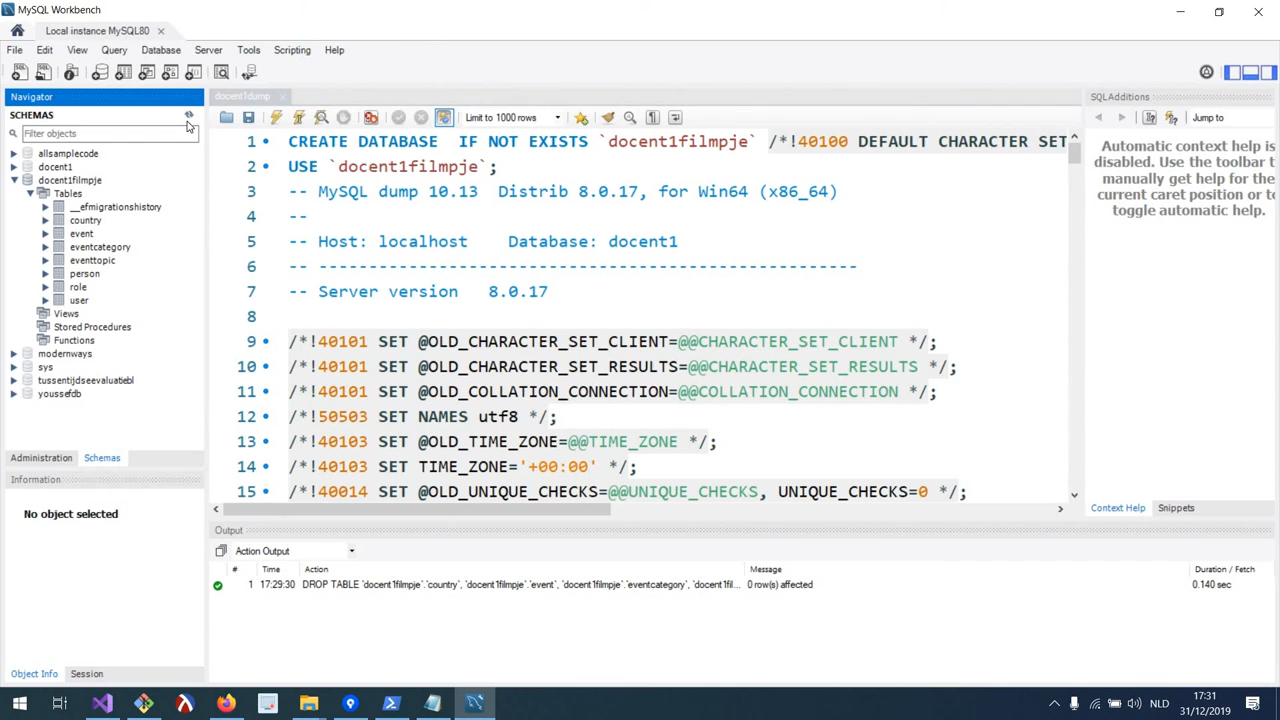 MySQL Workbench
Local instance MySQL80
File Edit View Query Database Server Tools Scripting Help
Navigator
SCHEMAS
Filter objects
allsamplecode
docent1
docent1filmpje
Tables
__efmigrationshistory
country
event
eventcategory
eventtopic
person
role
user
Views
Stored Procedures
Functions
modernways
sys
tussentijdseevaluatiebl
youssefdb
Administration Schemas
Information
No object selected
Object Info Session
docent1dump
Limit to 1000 rows
1 CREATE DATABASE IF NOT EXISTS `docent1filmpje` /*!40100 DEFAULT CHARACTER SET
2 USE `docent1filmpje`;
3 -- MySQL dump 10.13 Distrib 8.0.17, for Win64 (x86_64)
4 --
5 -- Host: localhost Database: docent1
6 -- ------------------------------------------------------
7 -- Server version 8.0.17
8
9 /*!40101 SET @OLD_CHARACTER_SET_CLIENT=@@CHARACTER_SET_CLIENT */;
10 /*!40101 SET @OLD_CHARACTER_SET_RESULTS=@@CHARACTER_SET_RESULTS */;
11 /*!40101 SET @OLD_COLLATION_CONNECTION=@@COLLATION_CONNECTION */;
12 /*!50503 SET NAMES utf8 */;
13 /*!40103 SET @OLD_TIME_ZONE=@@TIME_ZONE */;
14 /*!40103 SET TIME_ZONE='+00:00' */;
15 /*!40014 SET @OLD_UNIQUE_CHECKS=@@UNIQUE_CHECKS, UNIQUE_CHECKS=0 */;
SQLAdditions
Jump to
Automatic context help is
disabled. Use the toolbar t
manually get help for the
current caret position or to
toggle automatic help.
Context Help Snippets
Output
Action Output
# Time Action Message Duration / Fetch
1 17:29:30 DROP TABLE `docent1filmpje`.`country`, `docent1filmpje`.`event`, `docent1filmpje`.`eventcategory`, `docent1fil... 0 row(s) affected 0.140 sec
NLD
17:31
31/12/2019